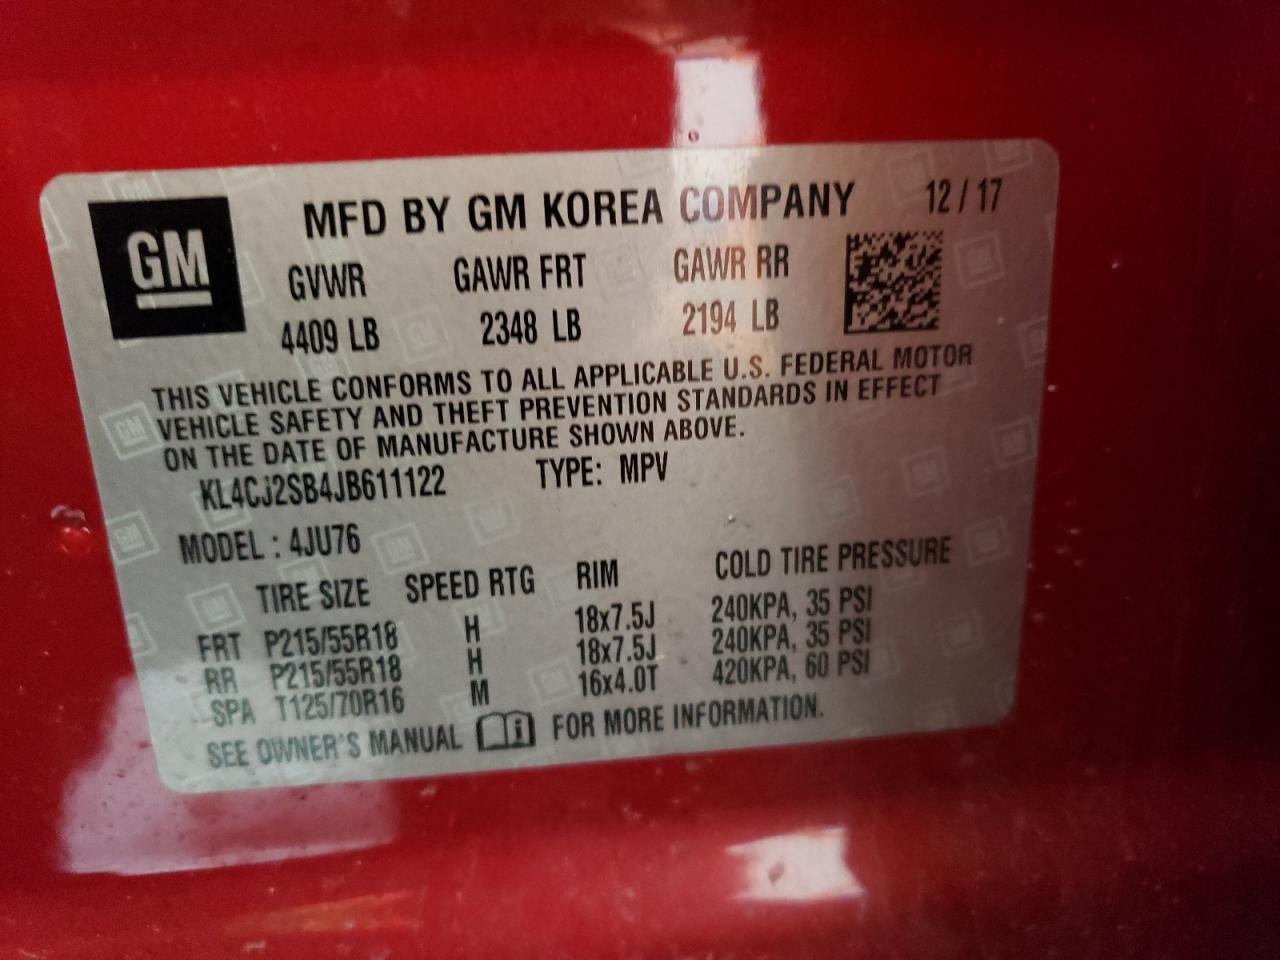 GM
MFD BY GM KOREA COMPANY 12/17
GVWR GAWR FRT GAWR RR
4409 LB 2348 LB 2194 LB
THIS VEHICLE CONFORMS TO ALL APPLICABLE U.S. FEDERAL MOTOR
VEHICLE SAFETY AND THEFT PREVENTION STANDARDS IN EFFECT
ON THE DATE OF MANUFACTURE SHOWN ABOVE.
KL4CJ2SB4JB611122 TYPE: MPV
MODEL : 4JU76
TIRE SIZE SPEED RTG RIM COLD TIRE PRESSURE
FRT P215/55R18 H 18x7.5J 240KPA, 35 PSI
RR P215/55R18 H 18x7.5J 240KPA, 35 PSI
SPA T125/70R16 M 16x4.0T 420KPA, 60 PSI
SEE OWNER'S MANUAL i FOR MORE INFORMATION.